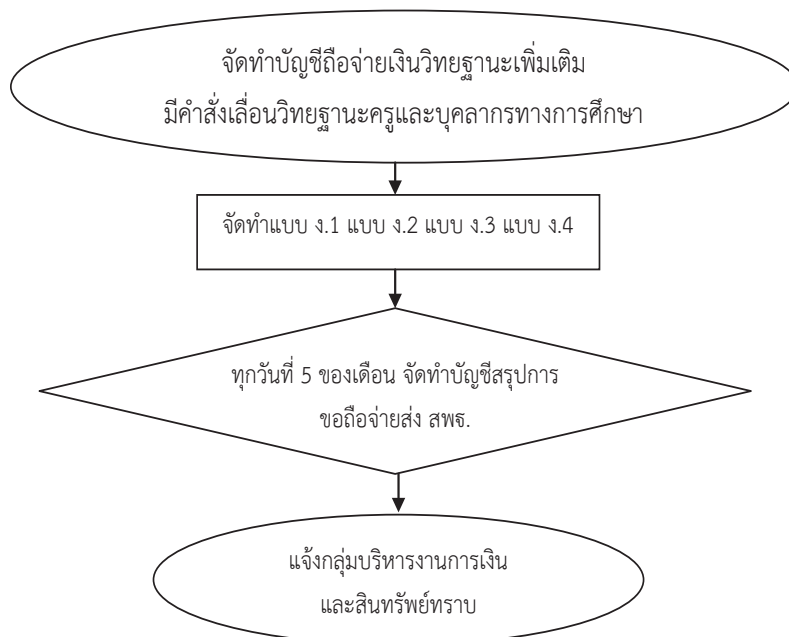 จัดทำบัญชีถือจ่ายเงินวิทยฐานะเพิ่มเติม
มีคำสั่งเลื่อนวิทยฐานะครูและบุคลากรทางการศึกษา
จัดทำแบบ ง.1 แบบ ง.2 แบบ ง.3 แบบ ง.4
ทุกวันที่ 5 ของเดือน จัดทำบัญชีสรุปการ
ขอถือจ่ายส่ง สพฐ.
แจ้งกลุ่มบริหารงานการเงิน
และสินทรัพย์ทราบ